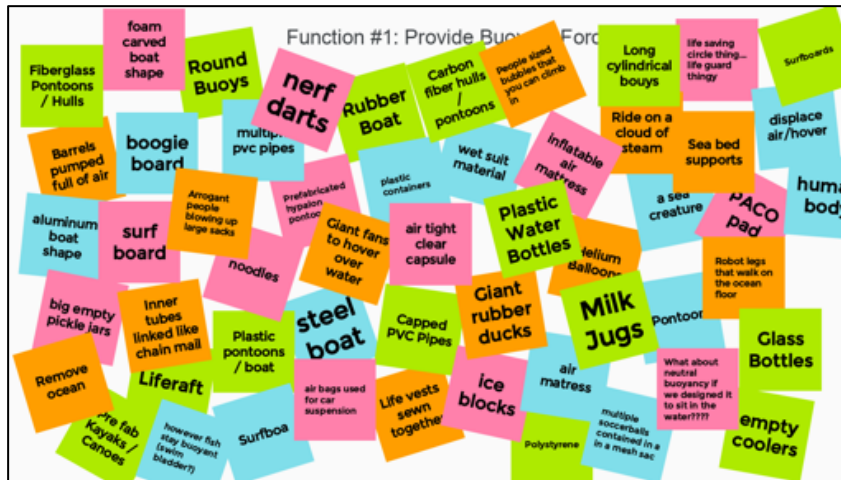 Function #1: Provide Buoy
Forc
Fiberglass
Pontoons
/ Hulls
foam
carved
boat
shape
Round
Buoys
nerf
darts
Rubber
Boat
Carbon
fiber hulls
/
pontoons
People sized
bubbles that
you can climb
in
Long
cylindrical
bouys
life saving
circle thing...
life guard
thingy
Surfboards
Barrels
pumped
full of air
boogie
board
multip
pvc pipes
Prefabricated
hypalon
pontoo
plastic
containers
wet suit
material
inflatable
air
mattress
Ride on a
cloud of
steam
Sea bed
supports
displace
air/hover
aluminum
boat
shape
surf
board
Arrogant
people
blowing up
large sacks
noodles
Giant fans
to hover
over
water
air tight
clear
capsule
Plastic
Water
Bottles
Helium
Balloons
a sea
creature
PACO
pad
huma
body
big empty
pickle jars
Inner
tubes
linked like
chain mail
Plastic
pontoons /
boat
steel
boat
Capped
PVC Pipes
Giant
rubber
ducks
Milk
Jugs
Pontoon
Robot legs
that walk on
the ocean
floor
Glass
Bottles
Remove
ocean
Liferaft
air bags used
for car
suspension
Life vests
sewn
together
ice
blocks
air
matress
What about
neutral
buoyancy if
we designed it
to sit in the
water????
Pre fab
Kayaks /
Canoes
however fish
stay buoyant
(swim
bladder?)
Surfboa
Polystyrene
multiple
soccerballs
contained in a
in a mesh sac
empty
coolers